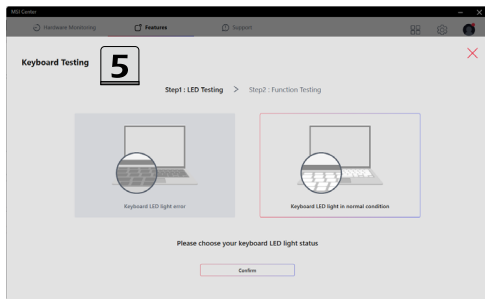 MSI Center
Hardware Monitoring Features Support
Keyboard Testing 5
Step1 : LED Testing > Step2 : Function Testing
Keyboard LED light error Keyboard LED light in normal condition
Please choose your keyboard LED light status
Confirm